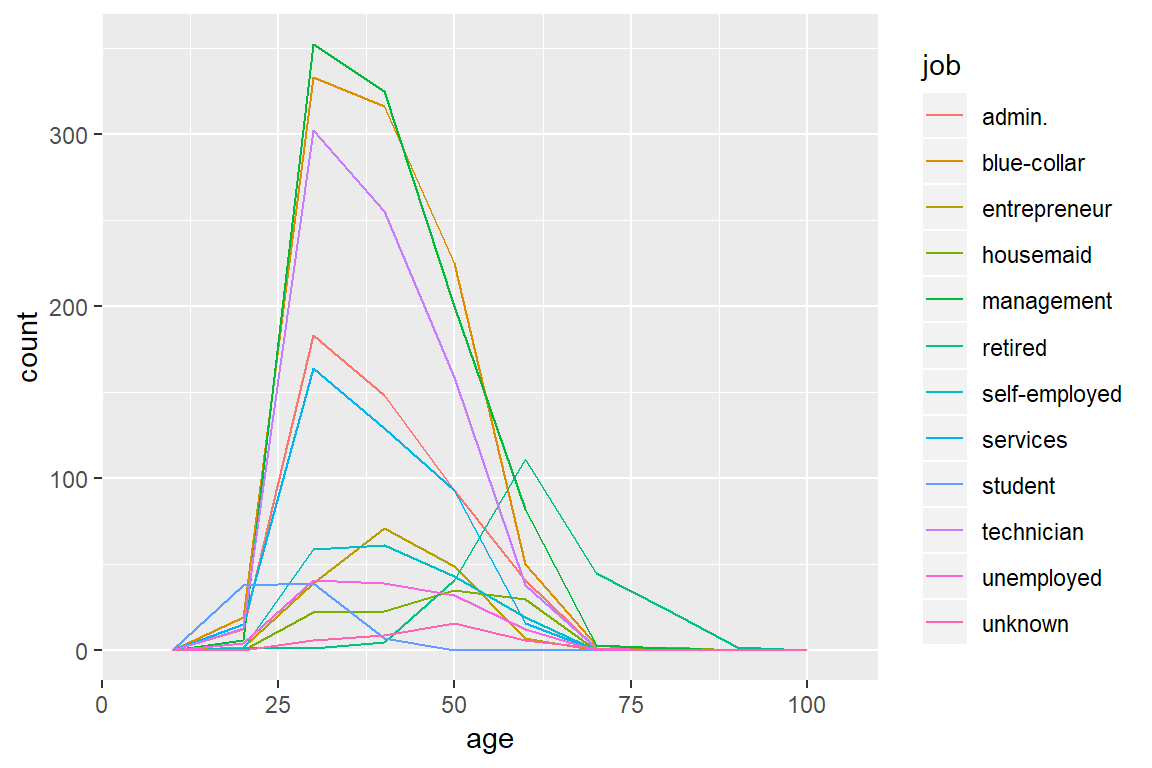 300
200
100
0
count
0
25
50
75
100
age
job
admin.
blue-collar
entrepreneur
housemaid
management
retired
self-employed
services
student
technician
unemployed
unknown